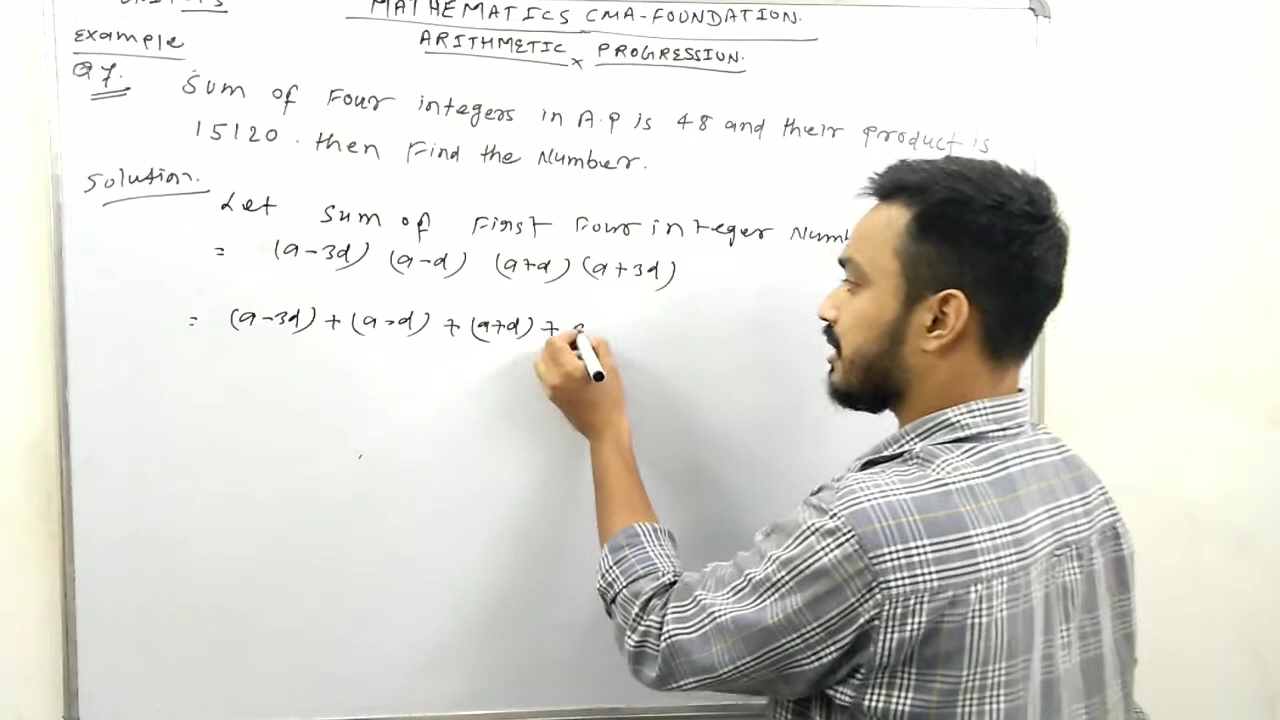 MATHEMATICS CMA-FOUNDATION.
Example
ARITHMETIC PROGRESSION.
Q7. Sum of Four integers in A.P is 48 and their product is
15120. then Find the Number.
Solution.
Let sum of First Four integer
= (a-3d) (a-d) (a+d) (a+3d)
= (a-3d) + (a-d) + (a+d) +